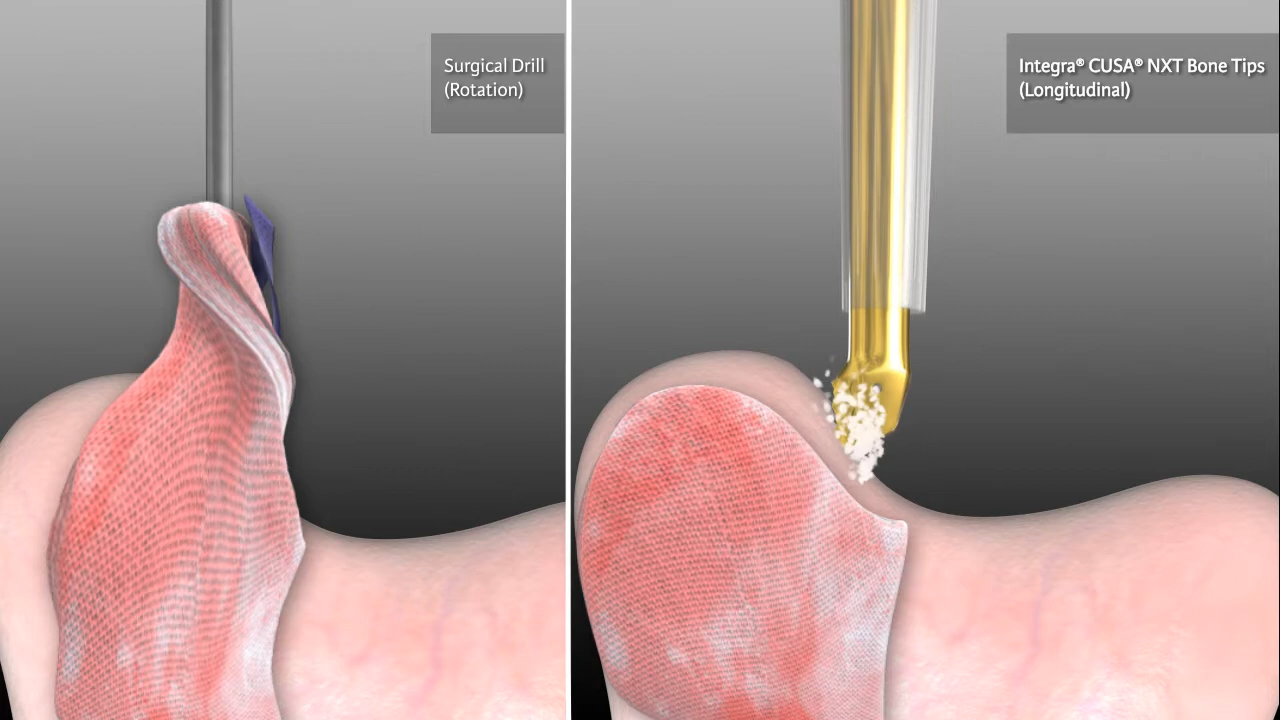 Surgical Drill
(Rotation)
Integra® CUSA® NXT Bone Tips
(Longitudinal)